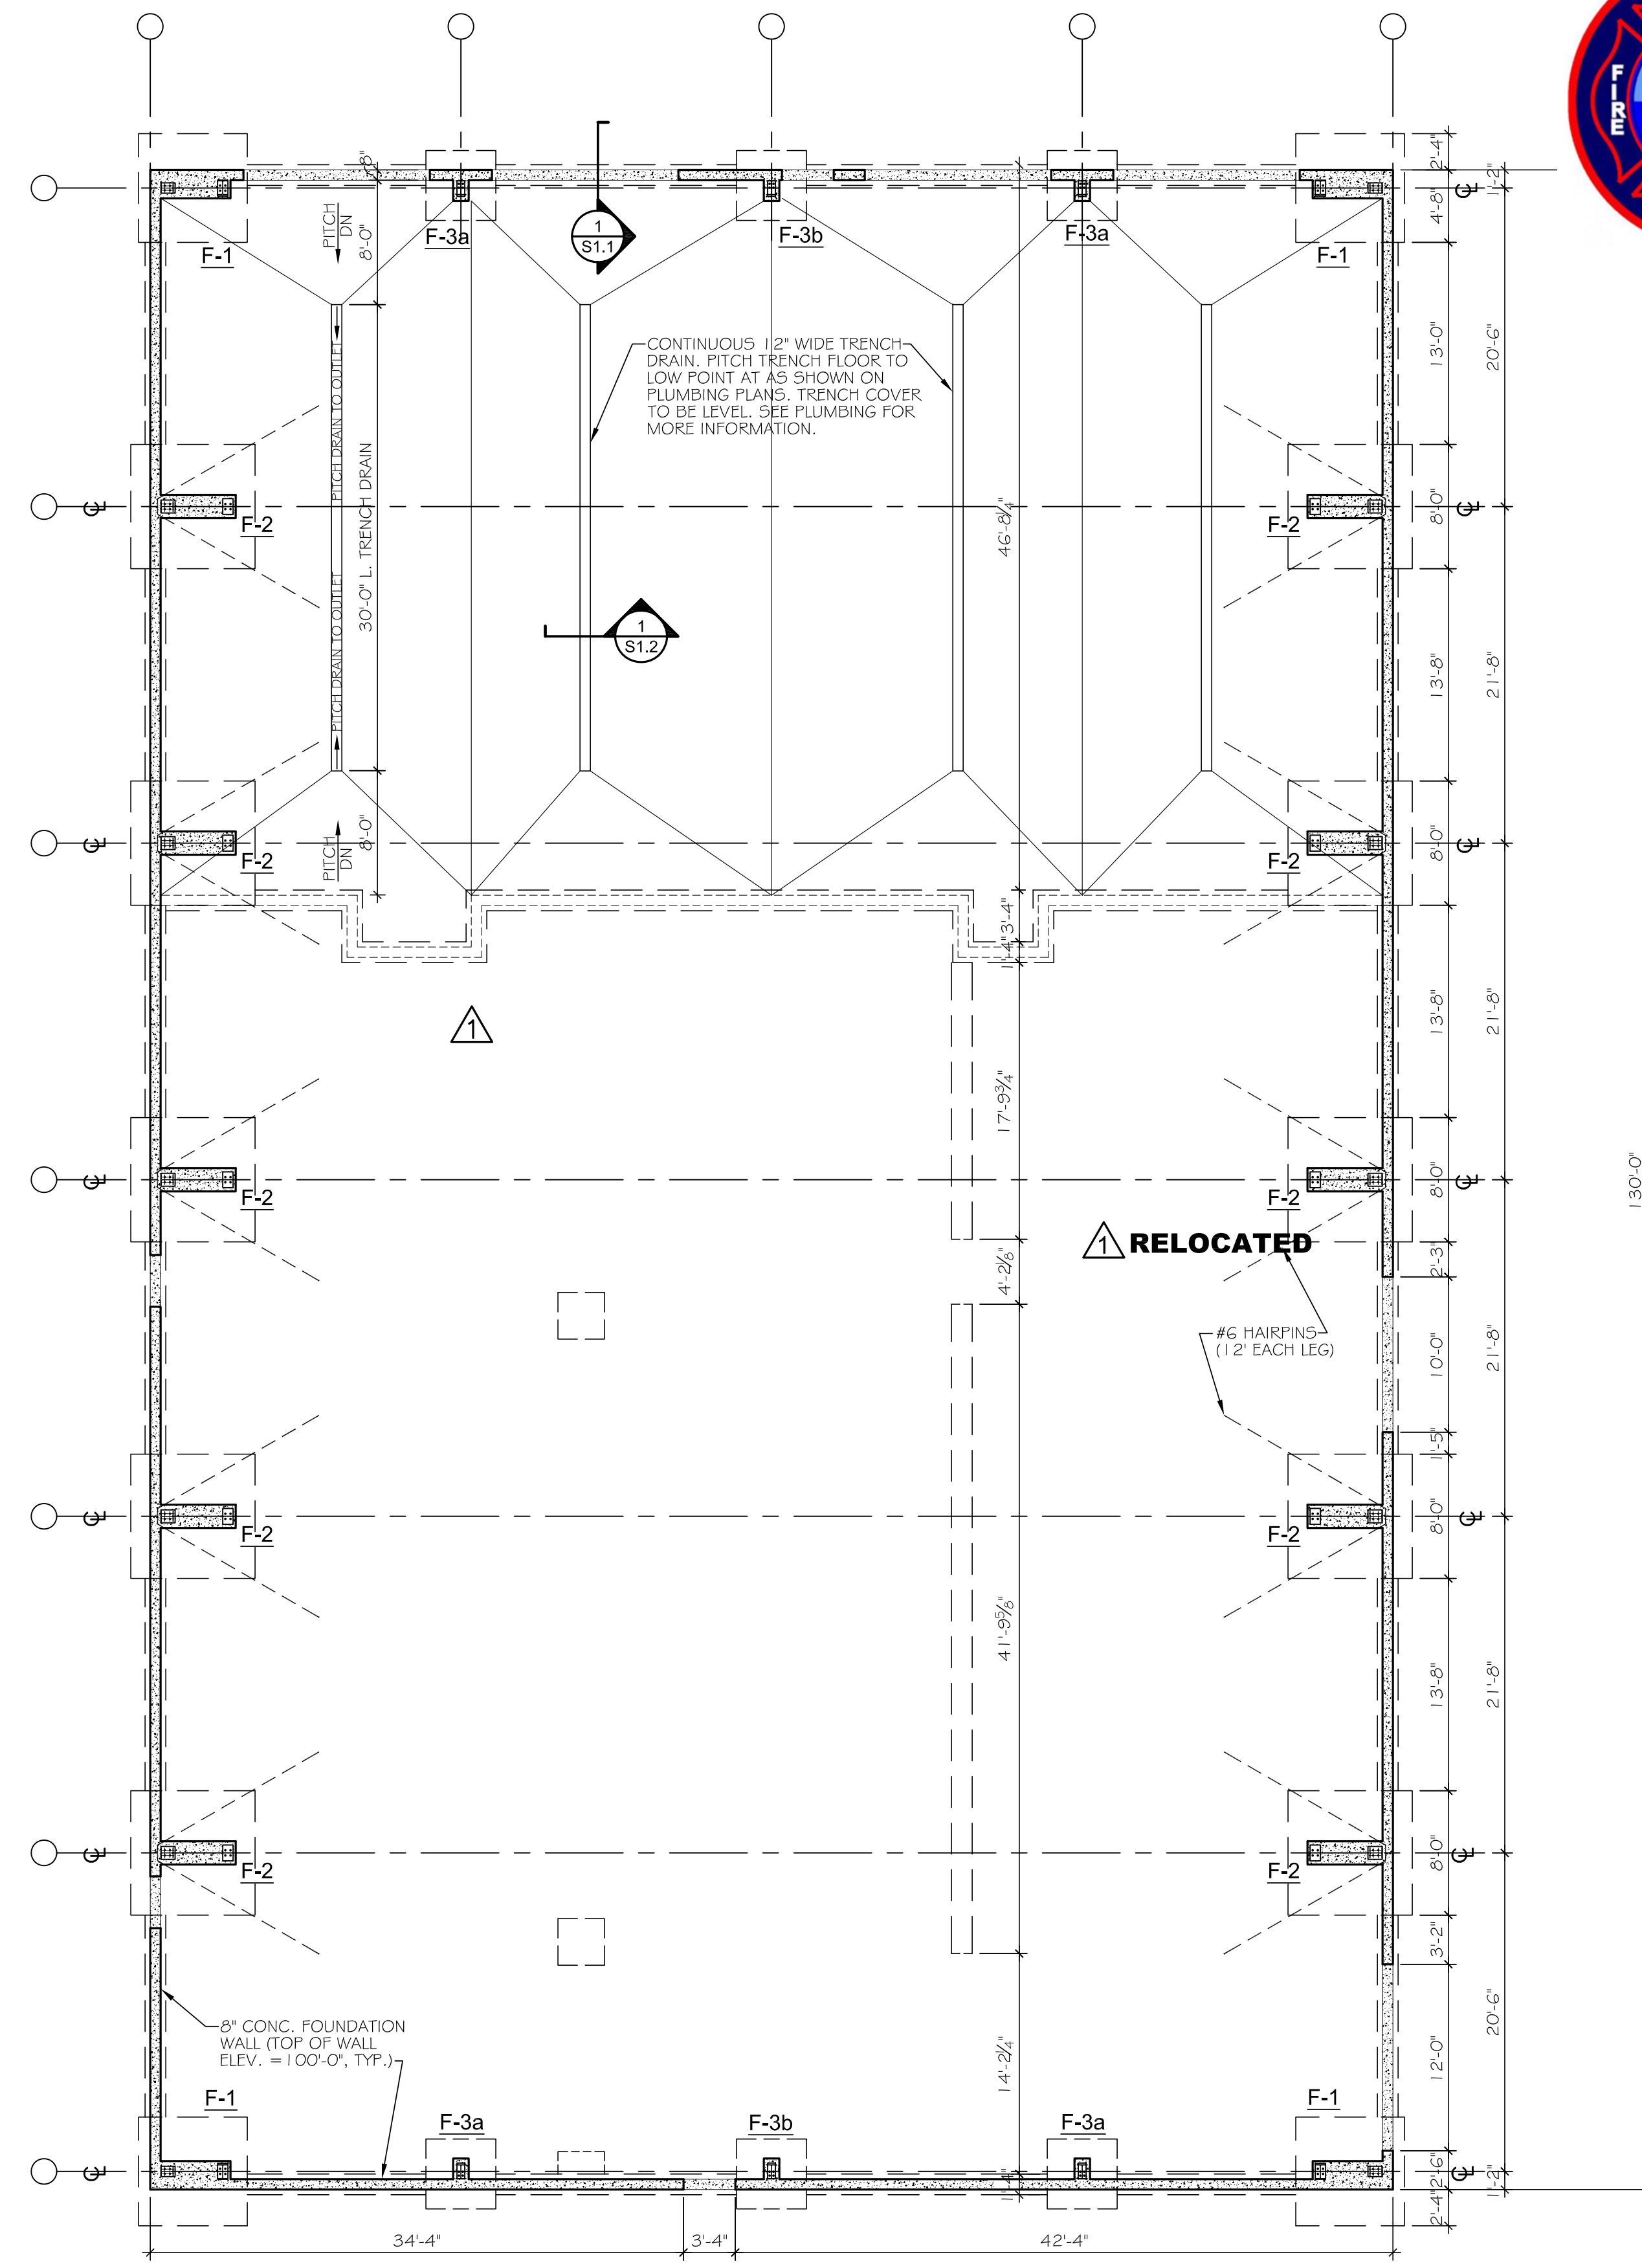 FIRE
2'-4"
1'-2"
4'-8"
8"
PITCH
DN
8'-0"
F-1
F-3a
1
S1.1
F-3b
F-3a
F-1
13'-0"
20'-6"
CONTINUOUS 12" WIDE TRENCH
DRAIN. PITCH TRENCH FLOOR TO
LOW POINT AT AS SHOWN ON
PLUMBING PLANS. TRENCH COVER
TO BE LEVEL. SEE PLUMBING FOR
MORE INFORMATION.
PITCH DRAIN TO OUTLET
30'-0" L. TRENCH DRAIN
46'-8¼"
F-2
F-2
8'-0"
PITCH DRAIN TO OUTLET
1
S1.2
13'-8"
21'-8"
PITCH
DN
8'-0"
F-2
F-2
8'-0"
3'-4"
1'-4"
1
13'-8"
21'-8"
17'-9¾"
F-2
F-2
8'-0"
130'-0"
1 RELOCATED
2'-3"
4'-2⅛"
#6 HAIRPINS
(12' EACH LEG)
10'-0"
21'-8"
1'-5"
F-2
F-2
8'-0"
41'-9⅝"
13'-8"
21'-8"
F-2
F-2
8'-0"
3'-2"
8" CONC. FOUNDATION
WALL (TOP OF WALL
ELEV. = 100'-0", TYP.)
14'-2¼"
12'-0"
20'-6"
F-1
F-3a
F-3b
F-3a
F-1
1'-4"
2'-6"
1'-2"
2'-4"
34'-4"
3'-4"
42'-4"